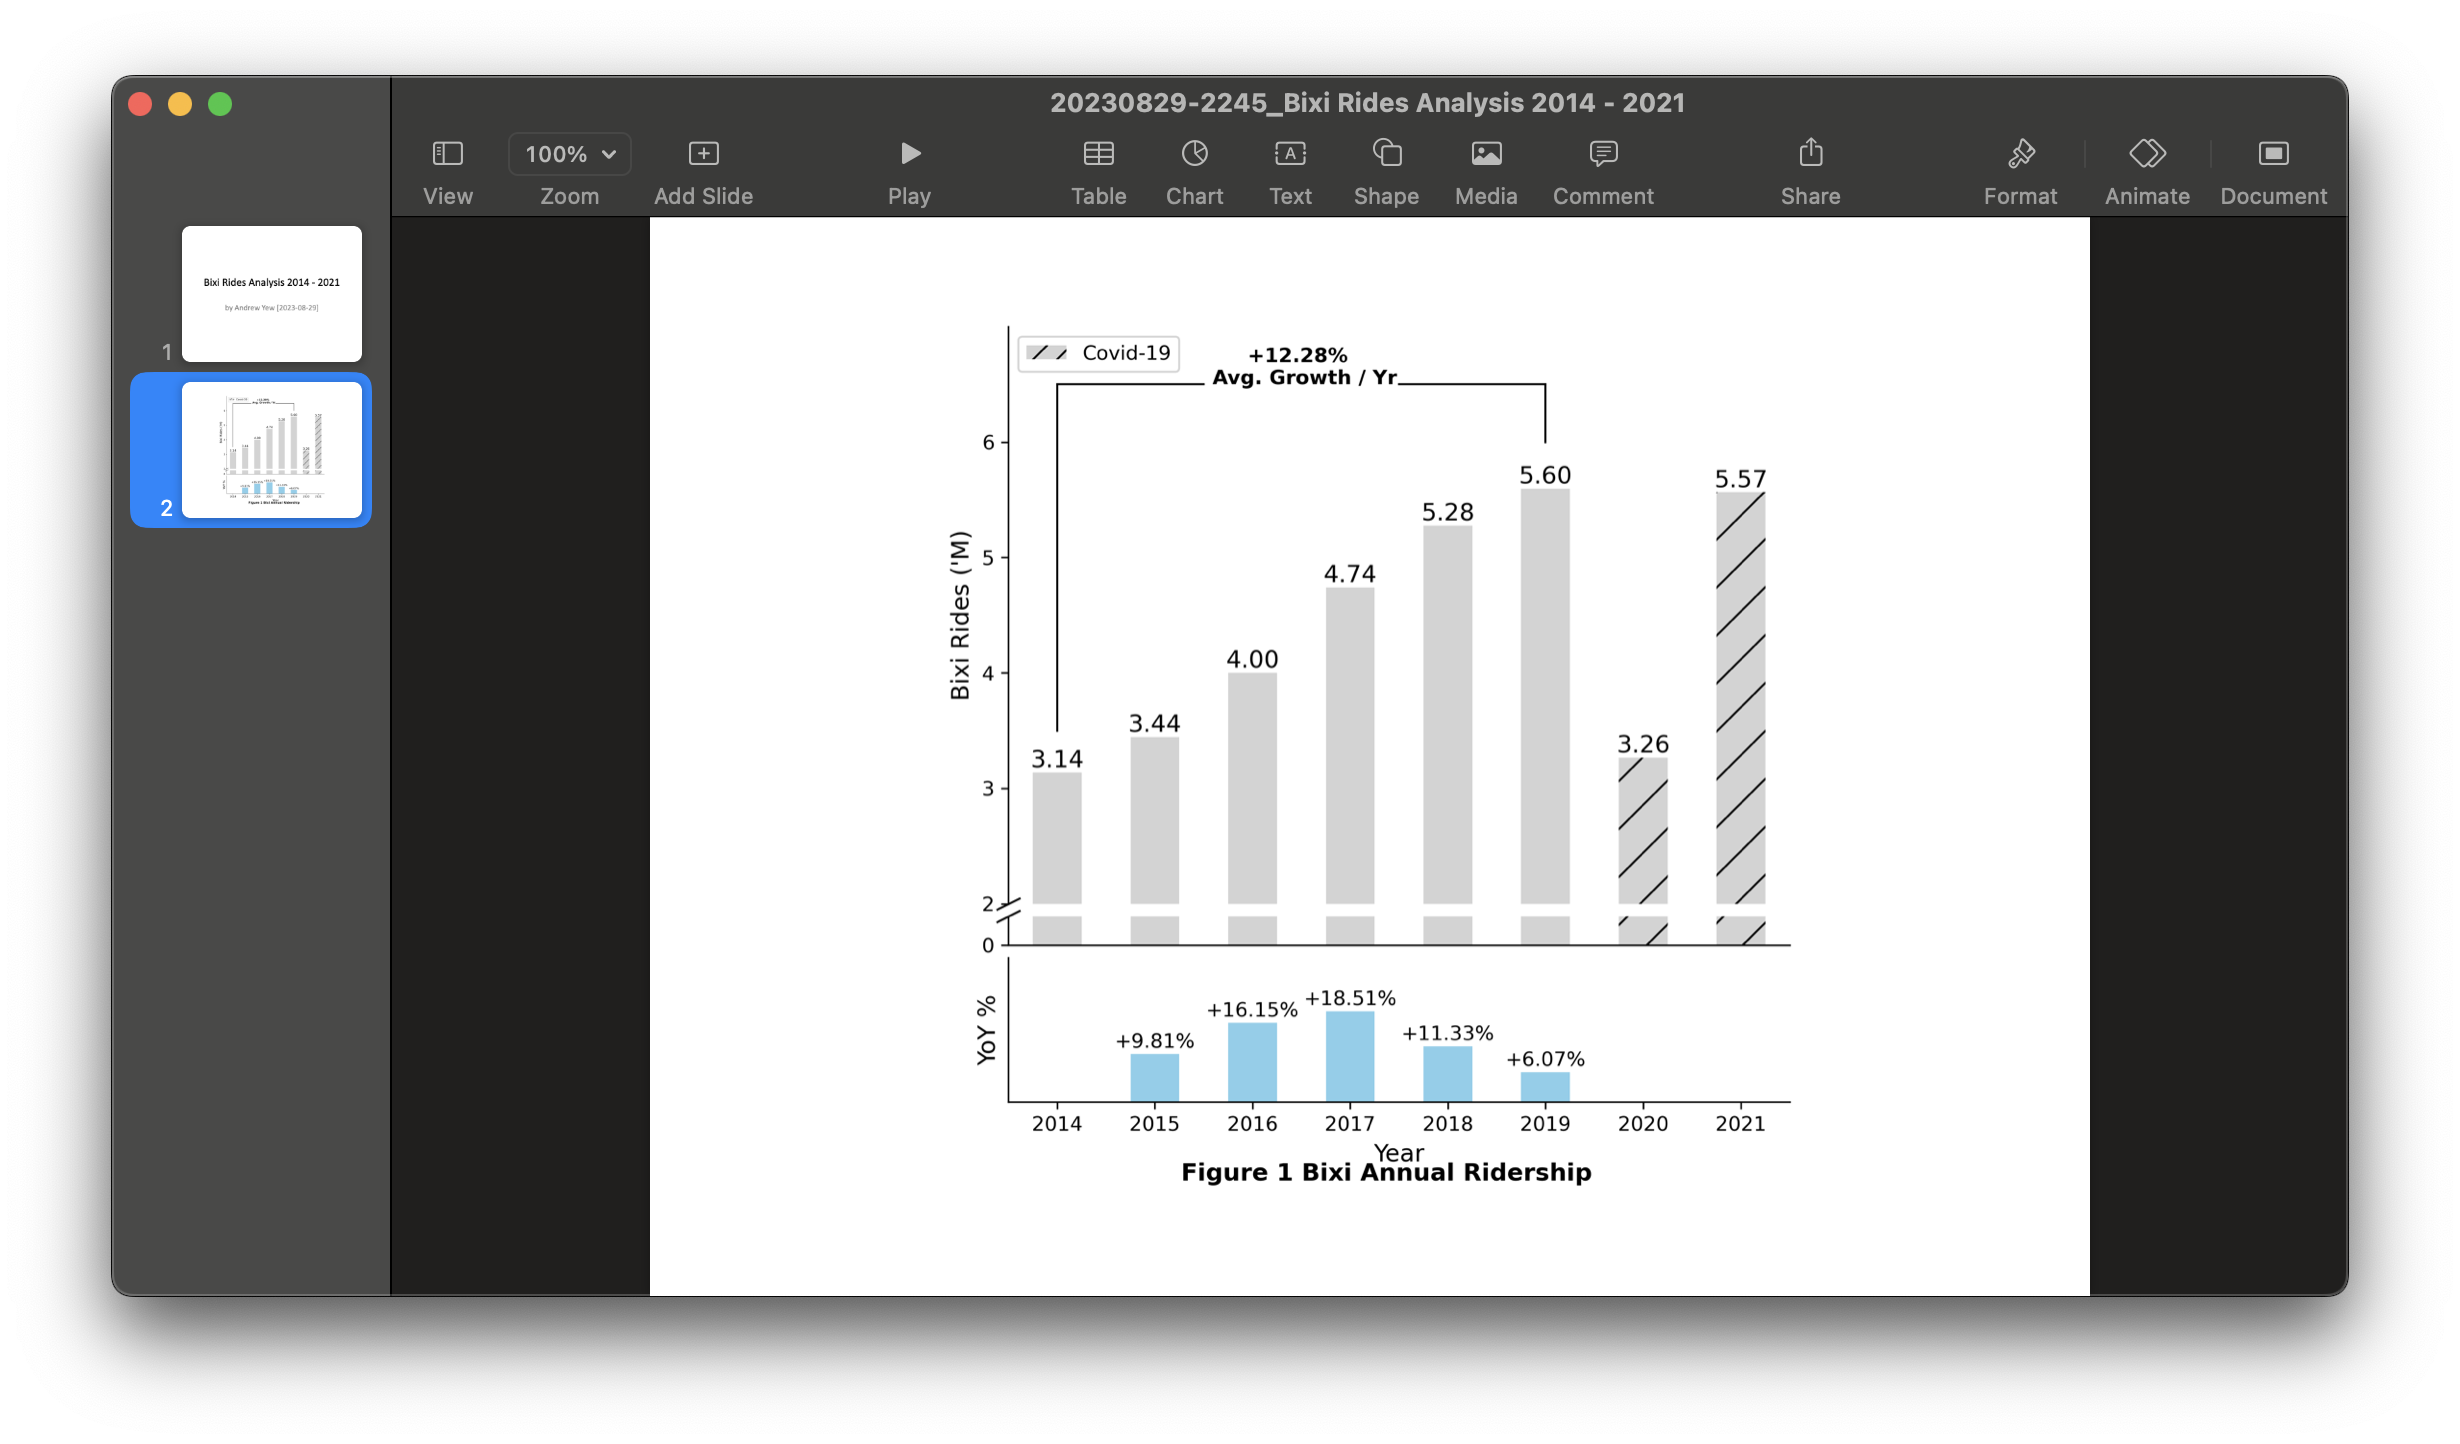 20230829-2245_Bixi Rides Analysis 2014 - 2021
100%
View Zoom Add Slide Play Table Chart Text Shape Media Comment Share Format Animate Document
Bixi Rides Analysis 2014 - 2021
by Andrew Yew [2023-08-29]
1
2
Covid-19
+12.28%
Avg. Growth / Yr
Bixi Rides ('M)
6
5
4
3
2
0
3.14
3.44
4.00
4.74
5.28
5.60
3.26
5.57
YoY %
+9.81%
+16.15%
+18.51%
+11.33%
+6.07%
2014 2015 2016 2017 2018 2019 2020 2021
Year
Figure 1 Bixi Annual Ridership